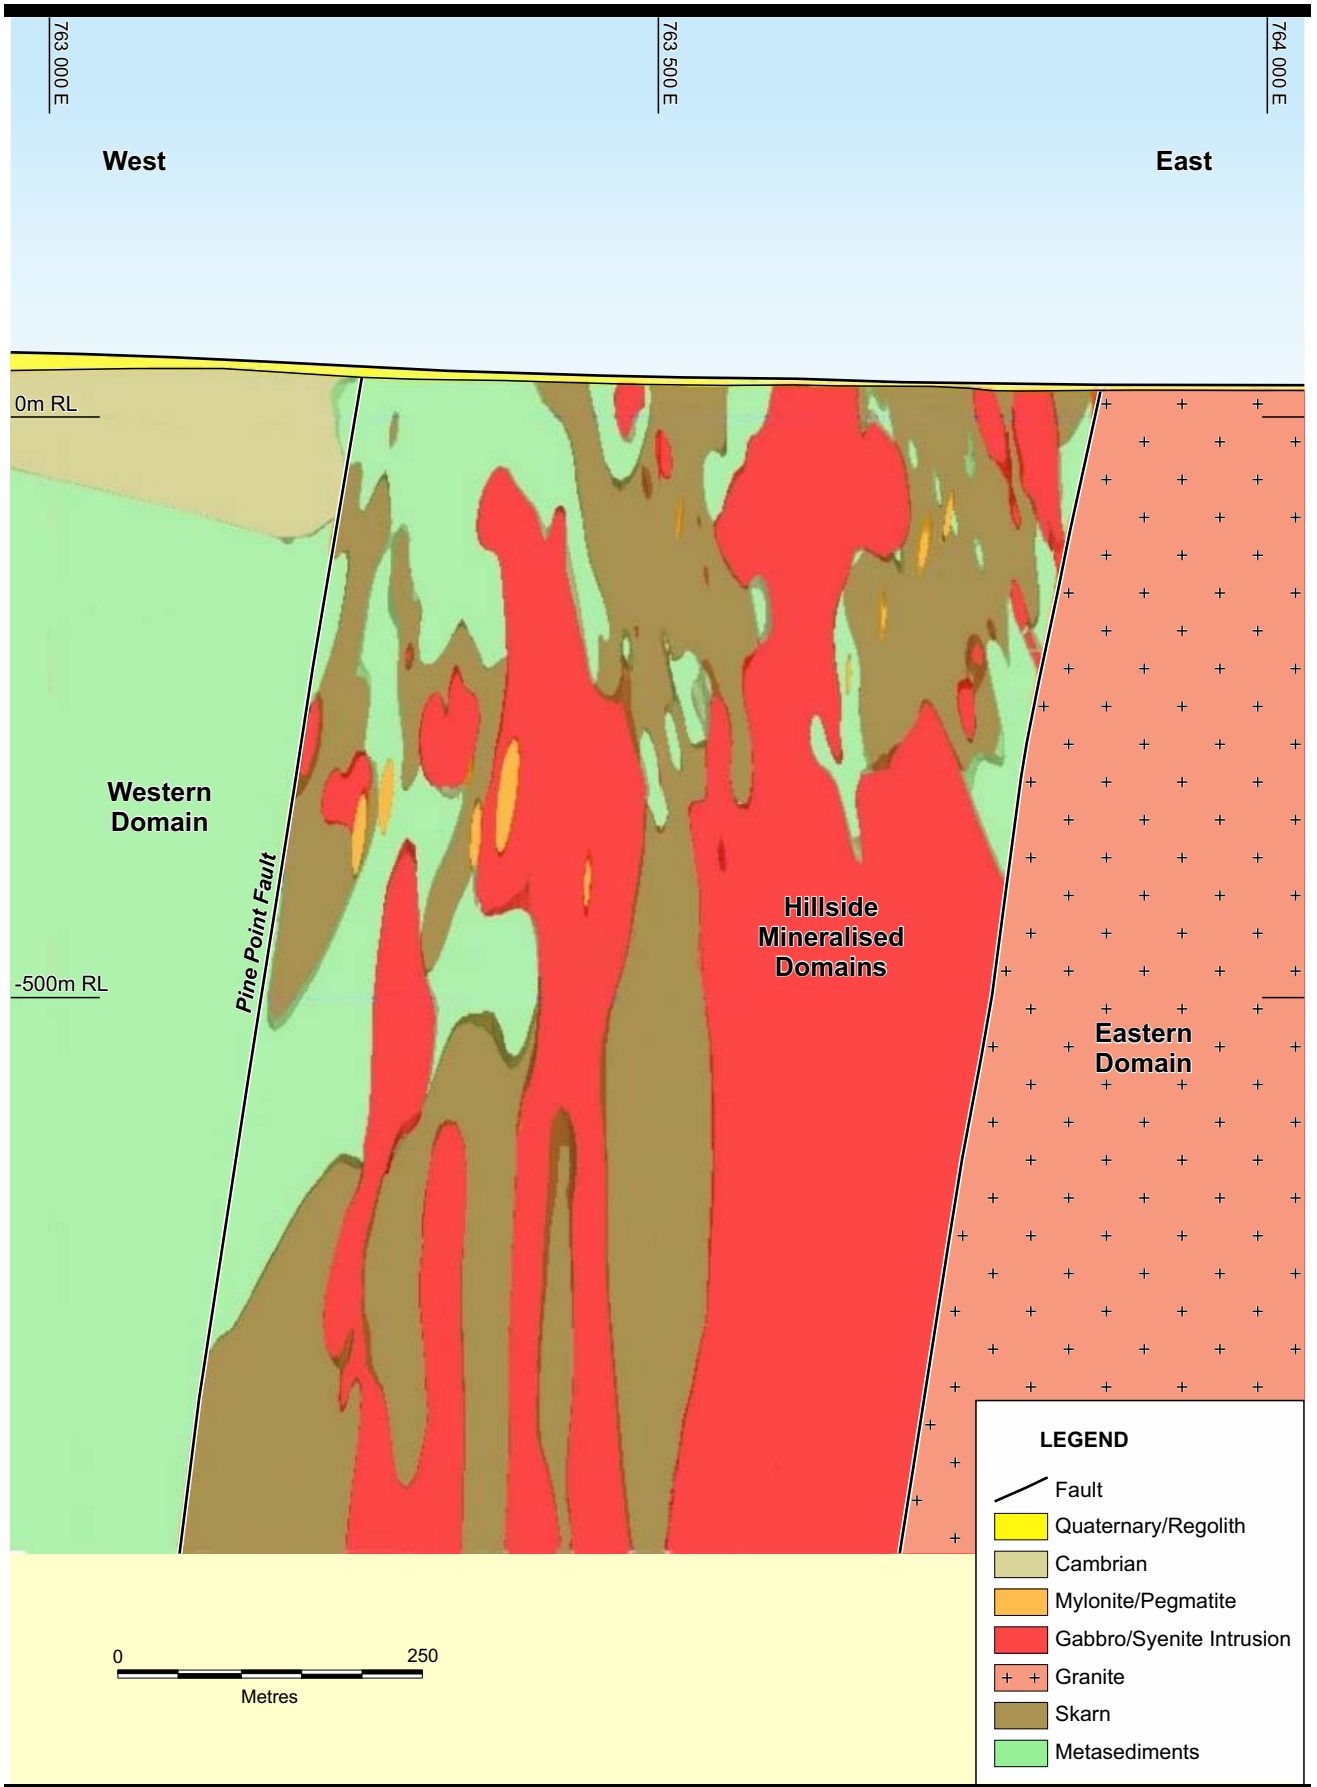 763 000 E
763 500 E
764 000 E
West
East
0m RL
Western
Domain
Pine Point Fault
Hillside
Mineralised
Domains
-500m RL
Eastern
Domain
LEGEND
Fault
Quaternary/Regolith
Cambrian
Mylonite/Pegmatite
Gabbro/Syenite Intrusion
Granite
Skarn
Metasediments
0
250
Metres